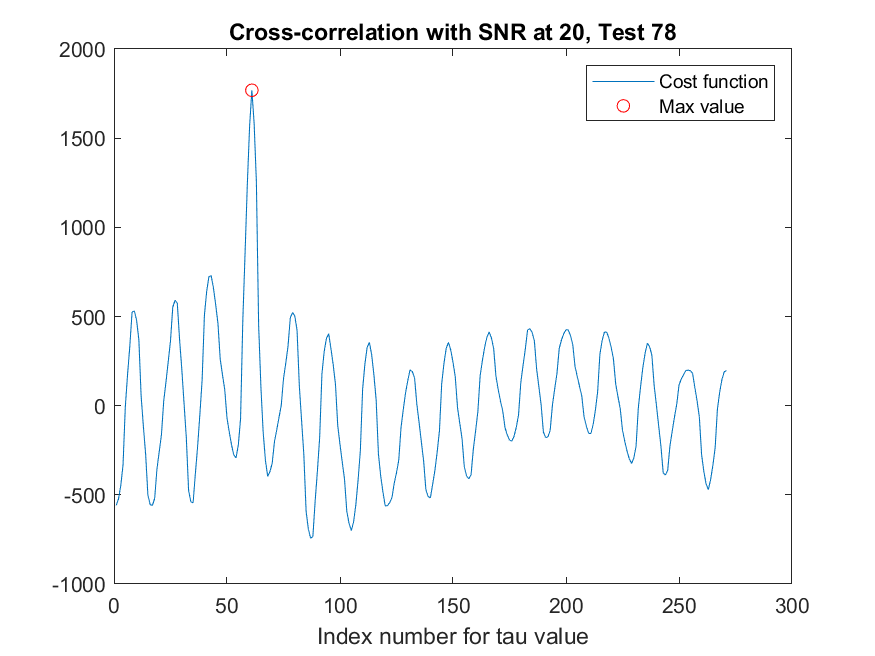 Cross-correlation with SNR at 20, Test 78
2000
1500
1000
500
0
-500
-1000
Cost function
Max value
0 50 100 150 200 250 300
Index number for tau value